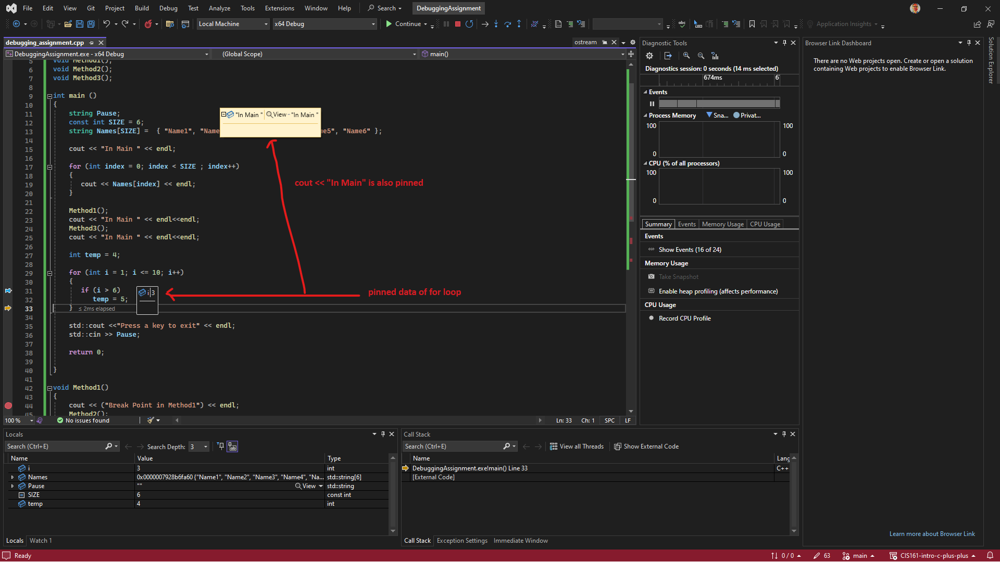 File Edit View Git Project Build Debug Test Analyze Tools Extensions Window Help Search DebuggingAssignment
Local Machine x64 Debug Continue Application Insights
debugging_assignment.cpp ostream
DebuggingAssignment.exe - x64 Debug (Global Scope) main()
5 void Method1();
6 void Method2();
7 void Method3();
8
9 int main ()
10 {
11 string Pause;
12 const int SIZE = 6;
13 string Names[SIZE] = { "Name1", "Name e5", "Name6" };
"In Main " View - "In Main "
14
15 cout << "In Main " << endl;
16
17 for (int index = 0; index < SIZE ; index++)
18 {
19 cout << Names[index] << endl;
20 }
cout << "In Main" is also pinned
21
22 Method1();
23 cout << "In Main " << endl<<endl;
24 Method3();
25 cout << "In Main " << endl<<endl;
26
27 int temp = 4;
28
29 for (int i = 1; i <= 10; i++)
30 {
31 if (i > 6)
i 3
pinned data of for loop
32 temp = 5;
33 } ≤ 2ms elapsed
34
35 std::cout <<"Press a key to exit" << endl;
36 std::cin >> Pause;
37
38 return 0;
39
40 }
41
42 void Method1()
43 {
44 cout << ("Break Point in Method1") << endl;
45 Method2();
100 % No issues found Ln: 33 Ch: 1 SPC LF
Diagnostic Tools
Diagnostics session: 0 seconds (14 ms selected)
674ms 6
Events
Process Memory Sna... Privat...
100 100
0 0
CPU (% of all processors)
100 100
0 0
Summary Events Memory Usage CPU Usage
Events
Show Events (16 of 24)
Memory Usage
Take Snapshot
Enable heap profiling (affects performance)
CPU Usage
Record CPU Profile
Browser Link Dashboard
There are no Web projects open. Create or open a solution
containing Web projects to enable Browser Link.
Learn more about Browser Link
Solution Explorer
Locals
Search (Ctrl+E) Search Depth: 3
Name Value Type
i 3 int
Names 0x0000007928b6fa60 {"Name1", "Name2", "Name3", "Name4", "Na... std::string[6]
Pause "" View std::string
SIZE 6 const int
temp 4 int
Locals Watch 1
Call Stack
Search (Ctrl+E) View all Threads Show External Code
Name Lang
DebuggingAssignment.exe!main() Line 33 C++
[External Code]
Call Stack Exception Settings Immediate Window
Ready 0 / 0 63 main CIS161-intro-c-plus-plus